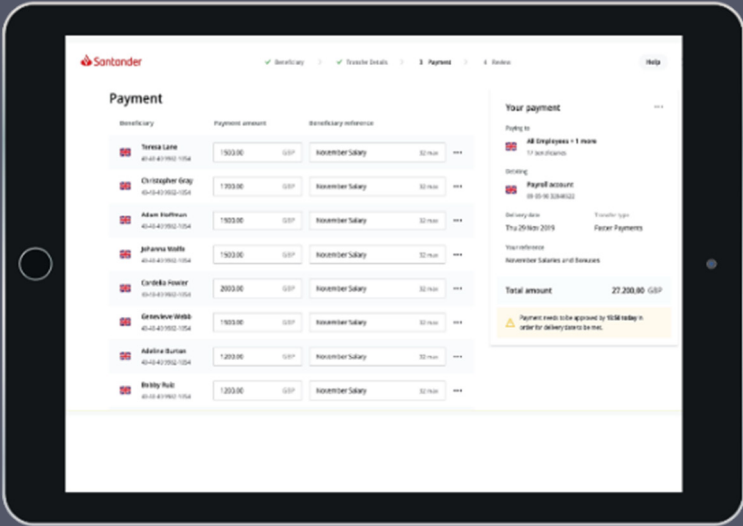 Santander
Beneficiary
Transfer Details
3 Payment
4 Review
Help
Payment
Beneficiary Payment amount Beneficiary reference
Teresa Lane
1500.00 GBP November Salary
Christopher Gray
1700.00 GBP November Salary
Adam Hoffman
1500.00 GBP November Salary
Johanna Wolfe
1500.00 GBP November Salary
Cordelia Fowler
2000.00 GBP November Salary
Genevieve Webb
1500.00 GBP November Salary
Adeline Burton
1200.00 GBP November Salary
Bobby Ruiz
1200.00 GBP November Salary
Your payment
Paying to
All Employees + 1 more
17 beneficiaries
Debiting
Payroll account
Delivery date Transfer type
Thu 29 Nov 2019 Faster Payments
Your reference
November Salaries and Bonuses
Total amount 27.200,00 GBP
Payment needs to be approved by today in
order for delivery date to be met.